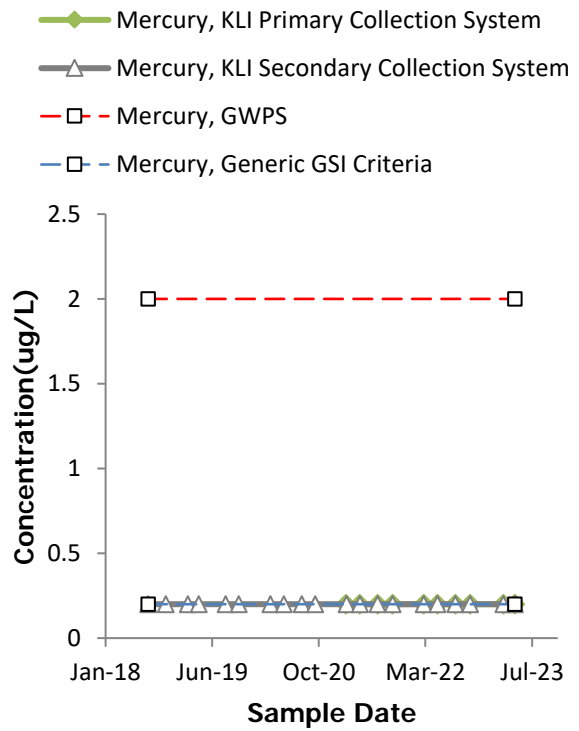 Mercury, KLI Primary Collection System
Mercury, KLI Secondary Collection System
Mercury, GWPS
Mercury, Generic GSI Criteria
2.5
2
1.5
1
0.5
0
Concentration(ug/L)
Jan-18 Jun-19 Oct-20 Mar-22 Jul-23
Sample Date